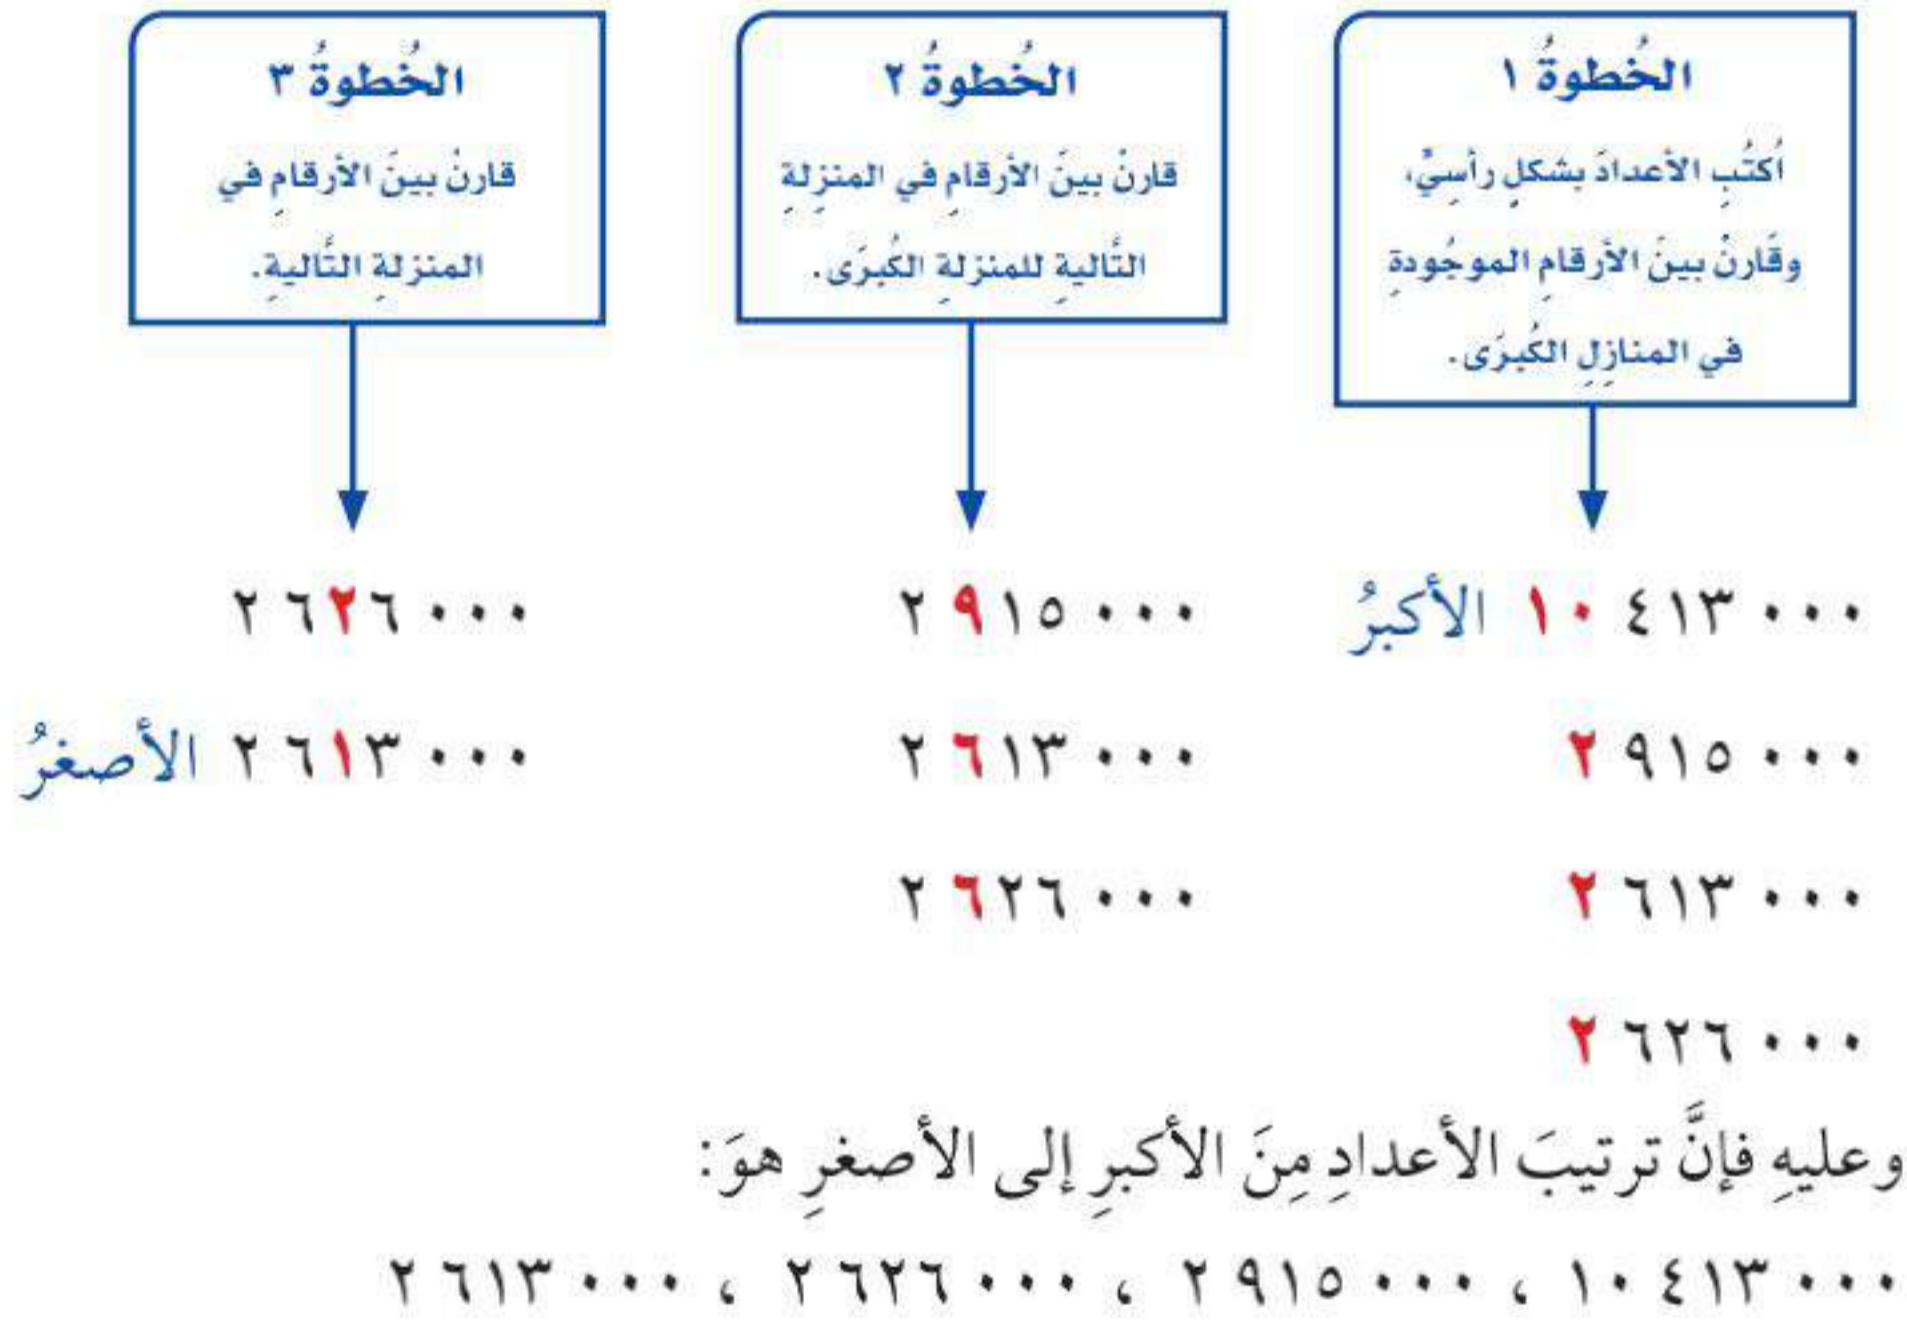 الخُطوةُ ١
اُكتُبِ الأعدادَ بشكلٍ رأسِيٍّ،
وقَارنْ بينَ الأرقامِ الموجُودةِ
في المنازِلِ الكُبرَى.
الخُطوةُ ٢
قارنْ بينَ الأرقامِ في المنزِلةِ
التَّاليةِ للمنزلةِ الكُبرَى.
الخُطوةُ ٣
قارنْ بينَ الأرقامِ في
المنزلةِ التَّاليةِ.
١٠ ٤١٣ ٠٠٠ الأكبرُ
٢ ٩١٥ ٠٠٠
٢ ٦١٣ ٠٠٠
٢ ٦٢٦ ٠٠٠
٢ ٩١٥ ٠٠٠
٢ ٦١٣ ٠٠٠
٢ ٦٢٦ ٠٠٠
٢ ٦٢٦ ٠٠٠
٢ ٦١٣ ٠٠٠ الأصغرُ
وعليهِ فإنَّ ترتيبَ الأعدادِ مِنَ الأكبرِ إلى الأصغرِ هوَ:
١٠ ٤١٣ ٠٠٠ ، ٢ ٩١٥ ٠٠٠ ، ٢ ٦٢٦ ٠٠٠ ، ٢ ٦١٣ ٠٠٠